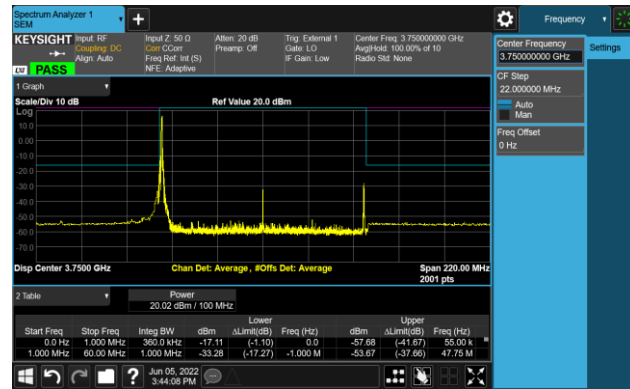 Spectrum Analyzer 1
SEM
Frequency
KEYSIGHT
Input: RF
Coupling: DC
Align: Auto
Input Z: 50 Ω
Corr CCorr
Freq Ref: Int (S)
NFE: Adaptive
Atten: 20 dB
Preamp: Off
Trig: External 1
Gate: LO
IF Gain: Low
Center Freq: 3.750000000 GHz
Avg|Hold: 100.00% of 10
Radio Std: None
LXI PASS
Center Frequency
3.750000000 GHz
Settings
CF Step
22.000000 MHz
Auto
Man
Freq Offset
0 Hz
1 Graph
Scale/Div 10 dB
Ref Value 20.0 dBm
Log
10.0
0.00
-10.0
-20.0
-30.0
-40.0
-50.0
-60.0
-70.0
Disp Center 3.7500 GHz
Chan Det: Average , #Offs Det: Average
Span 220.00 MHz
2001 pts
2 Table
Power
20.02 dBm / 100 MHz
Lower Upper
Start Freq Stop Freq Integ BW dBm ΔLimit(dB) Freq (Hz) dBm ΔLimit(dB) Freq (Hz)
0.0 Hz 1.000 MHz 360.0 kHz -17.11 (-1.10) 0.0 -57.68 (-41.67) 55.00 k
1.000 MHz 60.00 MHz 1.000 MHz -33.28 (-17.27) -1.000 M -53.67 (-37.66) 47.75 M
Jun 05, 2022
3:44:08 PM